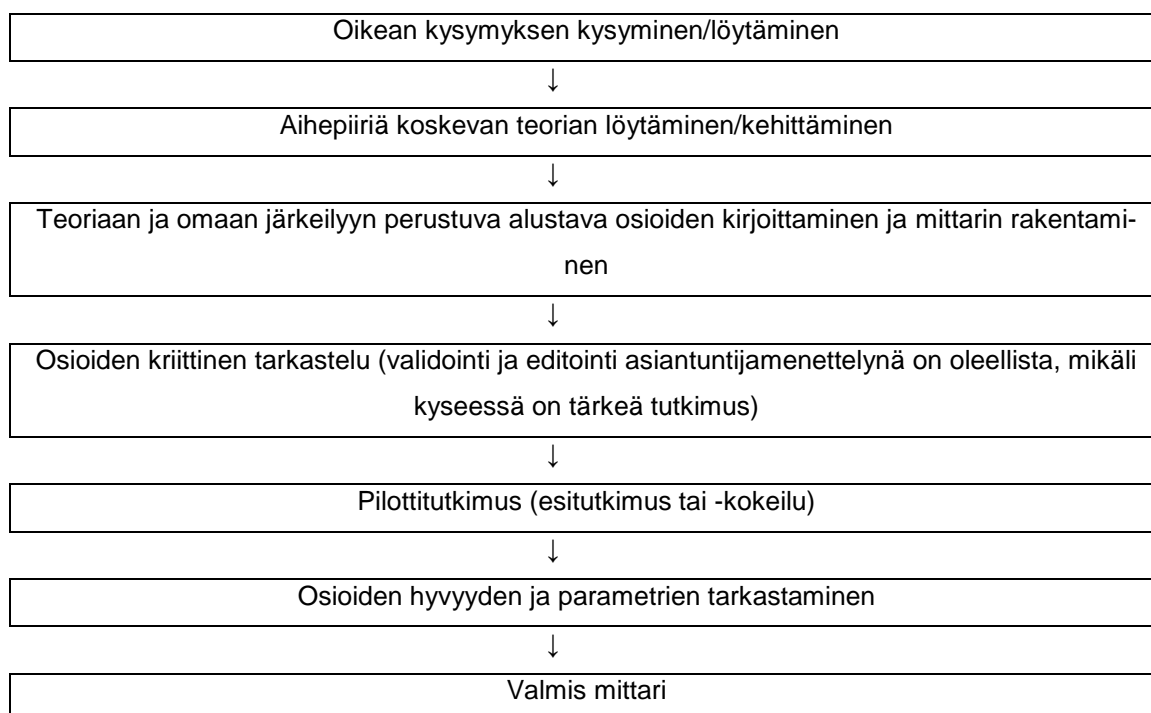 Oikean kysymyksen kysyminen/löytäminen
↓
Aihepiiriä koskevan teorian löytäminen/kehittäminen
↓
Teoriaan ja omaan järkeilyyn perustuva alustava osioiden kirjoittaminen ja mittarin rakentami-
nen
↓
Osioiden kriittinen tarkastelu (validointi ja editointi asiantuntijamenettelynä on oleellista, mikäli
kyseessä on tärkeä tutkimus)
↓
Pilottitutkimus (esitutkimus tai -kokeilu)
↓
Osioiden hyvyyden ja parametrien tarkastaminen
↓
Valmis mittari